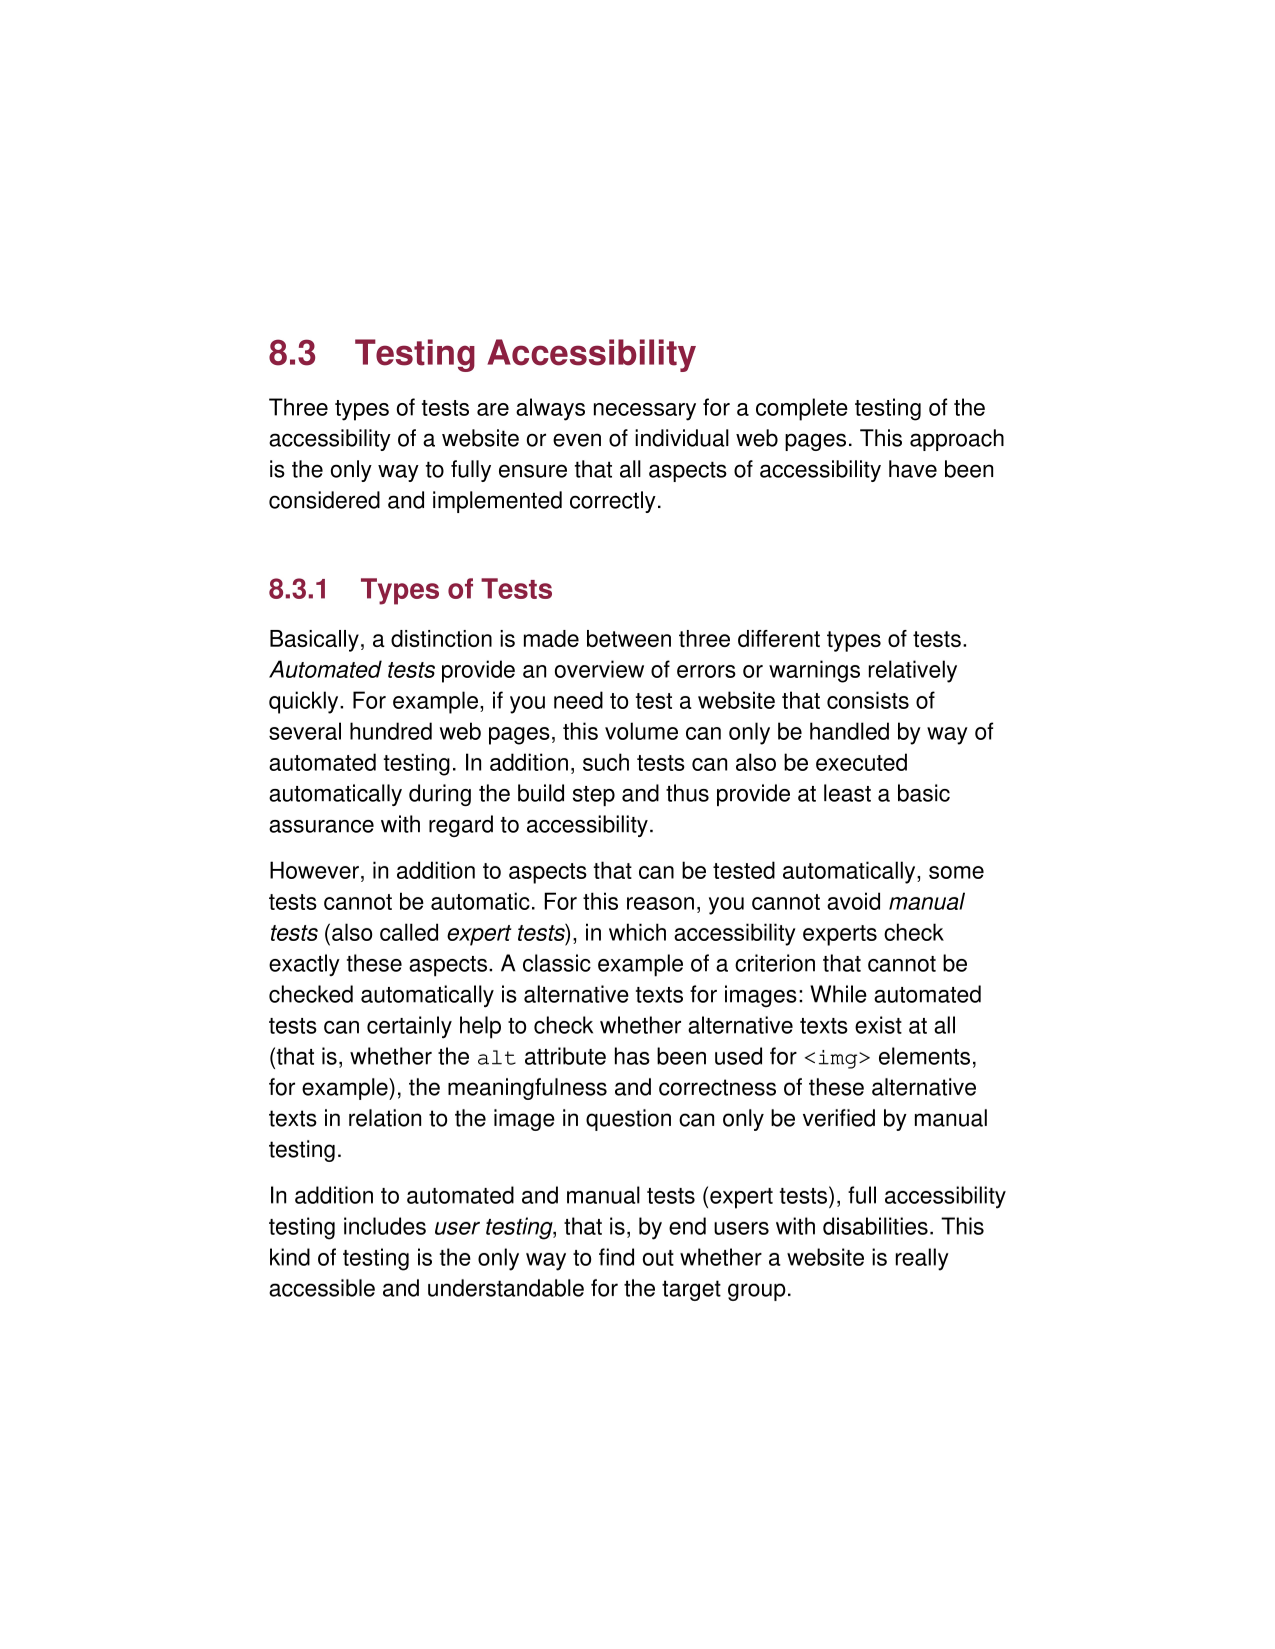 8.3 Testing Accessibility
Three types of tests are always necessary for a complete testing of the
accessibility of a website or even of individual web pages. This approach
is the only way to fully ensure that all aspects of accessibility have been
considered and implemented correctly.
8.3.1 Types of Tests
Basically, a distinction is made between three different types of tests.
Automated tests provide an overview of errors or warnings relatively
quickly. For example, if you need to test a website that consists of
several hundred web pages, this volume can only be handled by way of
automated testing. In addition, such tests can also be executed
automatically during the build step and thus provide at least a basic
assurance with regard to accessibility.
However, in addition to aspects that can be tested automatically, some
tests cannot be automatic. For this reason, you cannot avoid manual
tests (also called expert tests), in which accessibility experts check
exactly these aspects. A classic example of a criterion that cannot be
checked automatically is alternative texts for images: While automated
tests can certainly help to check whether alternative texts exist at all
(that is, whether the alt attribute has been used for <img> elements,
for example), the meaningfulness and correctness of these alternative
texts in relation to the image in question can only be verified by manual
testing.
In addition to automated and manual tests (expert tests), full accessibility
testing includes user testing, that is, by end users with disabilities. This
kind of testing is the only way to find out whether a website is really
accessible and understandable for the target group.